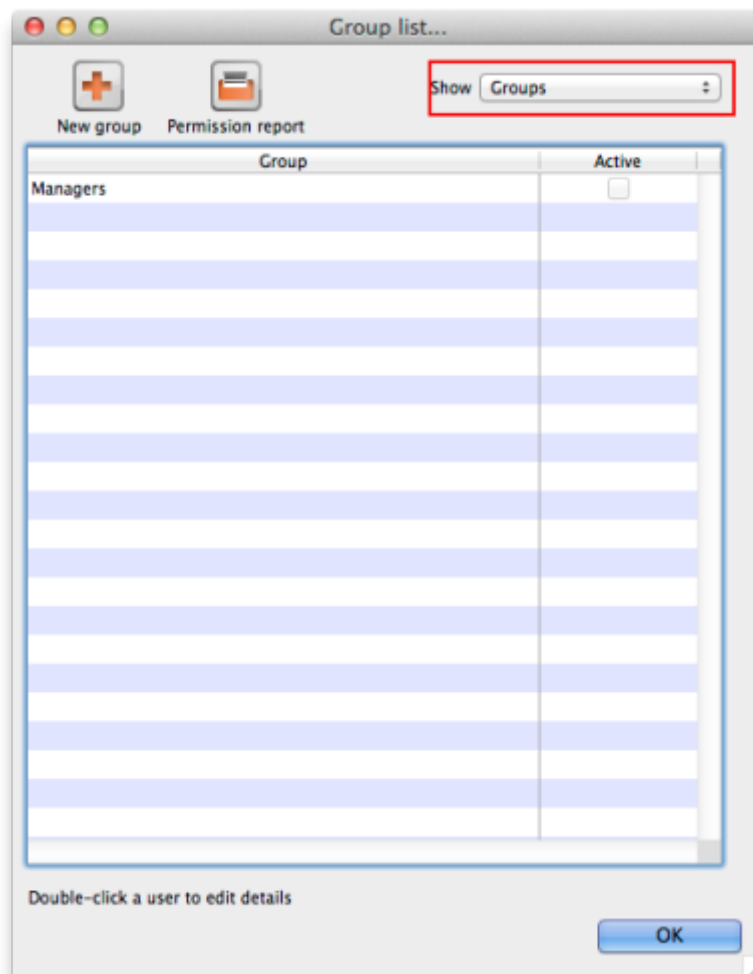 Group list...
Show Groups
New group Permission report
Group Active
Managers
Double-click a user to edit details
OK